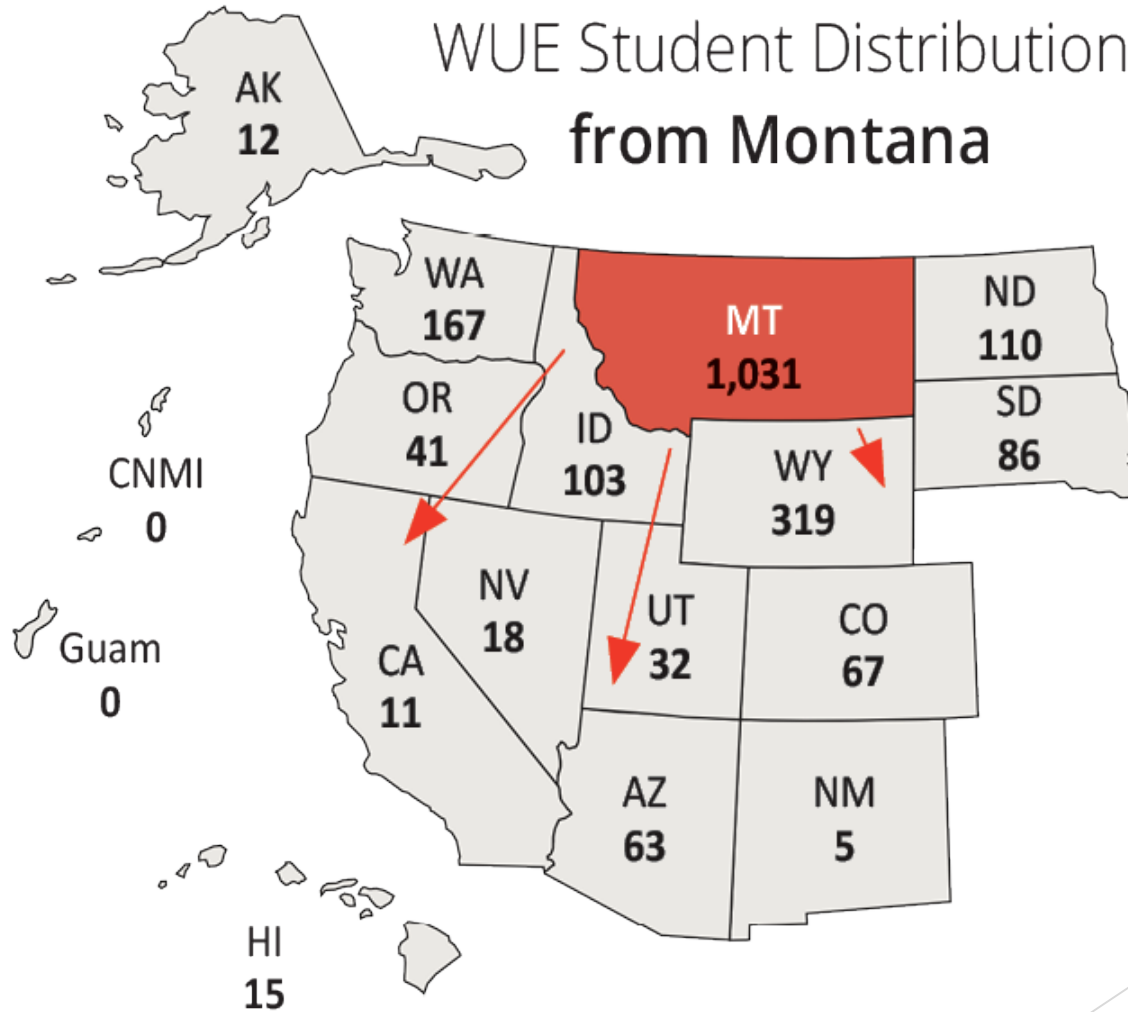 WUE Student Distribution
from Montana
AK
12
WA
167
MT
1,031
ND
110
OR
41
ID
103
WY
319
SD
86
CNMI
0
NV
18
UT
32
CO
67
Guam
0
CA
11
AZ
63
NM
5
HI
15